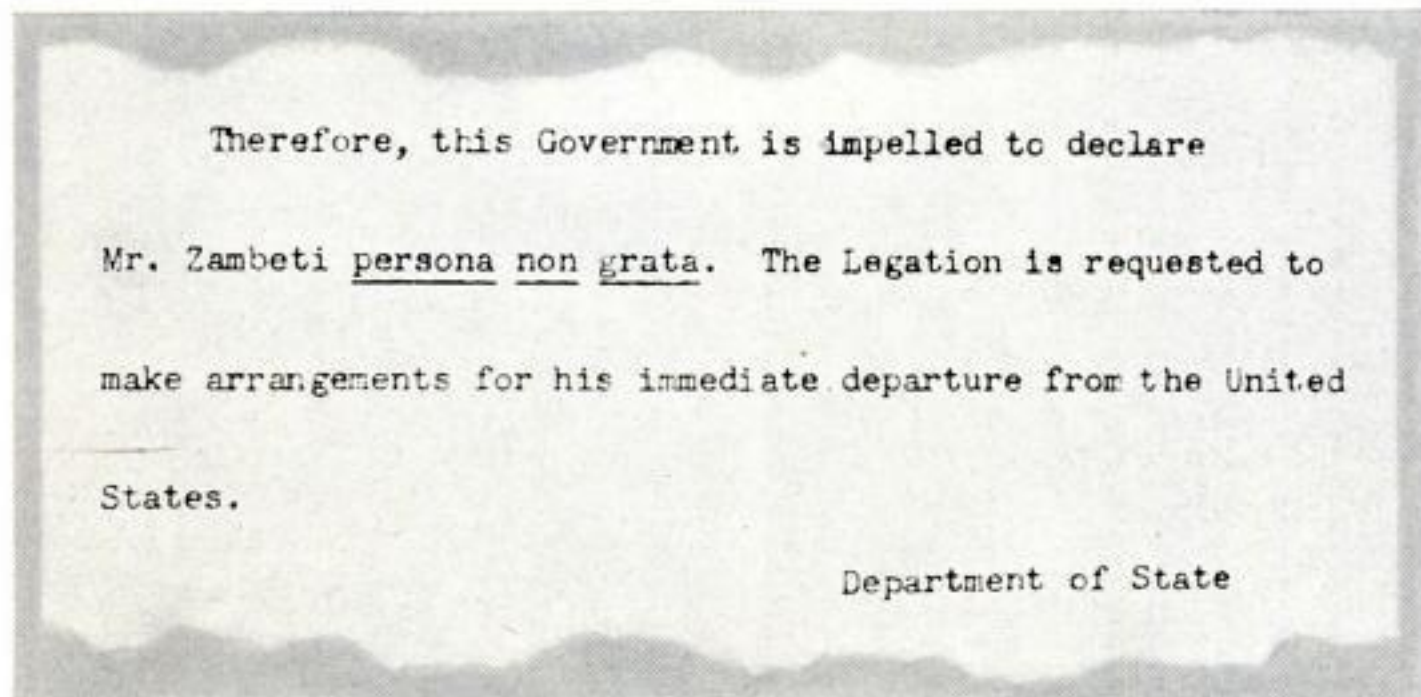 Therefore, this Government is impelled to declare
Mr. Zambeti persona non grata. The Legation is requested to
make arrangements for his immediate departure from the United
States.
Department of State